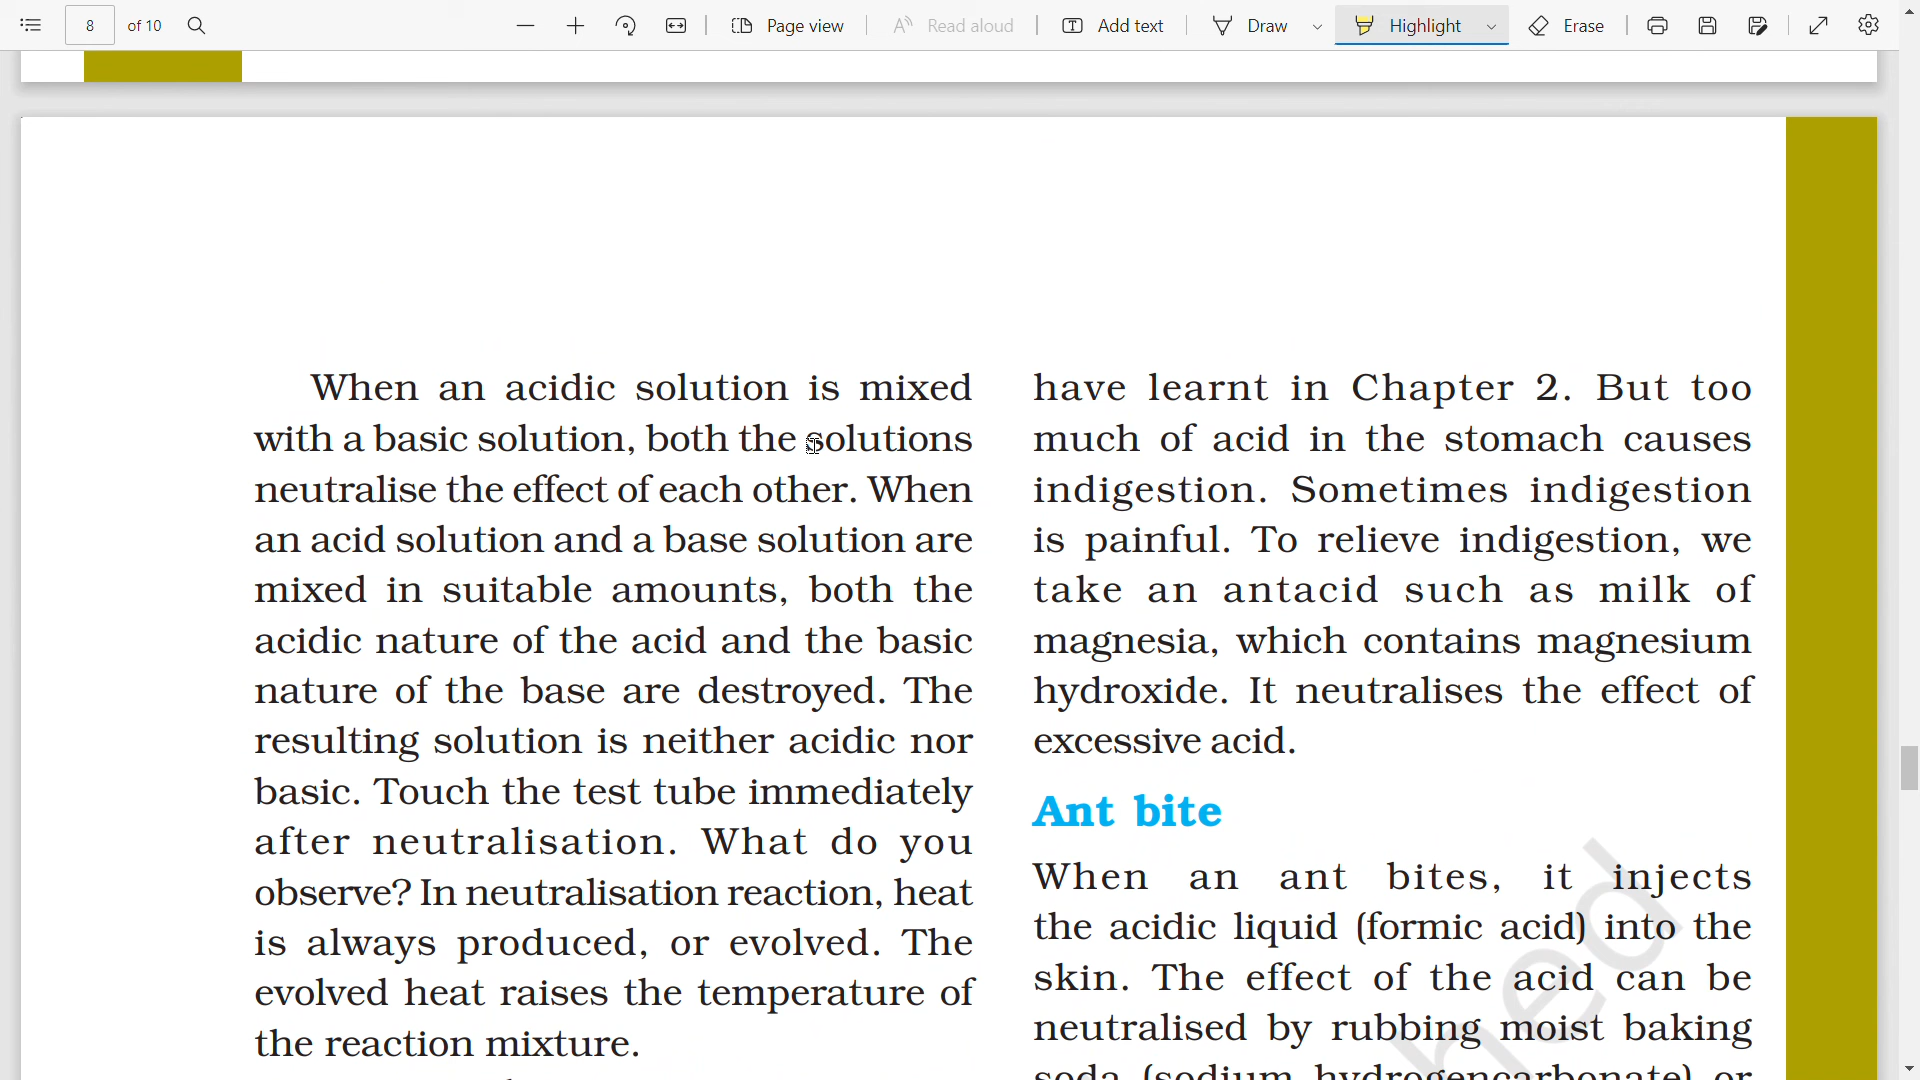 8
of 10
Page view
Read aloud
Add text
Draw
Highlight
Erase
When an acidic solution is mixed
with a basic solution, both the solutions
neutralise the effect of each other. When
an acid solution and a base solution are
mixed in suitable amounts, both the
acidic nature of the acid and the basic
nature of the base are destroyed. The
resulting solution is neither acidic nor
basic. Touch the test tube immediately
after neutralisation. What do you
observe? In neutralisation reaction, heat
is always produced, or evolved. The
evolved heat raises the temperature of
the reaction mixture.
have learnt in Chapter 2. But too
much of acid in the stomach causes
indigestion. Sometimes indigestion
is painful. To relieve indigestion, we
take an antacid such as milk of
magnesia, which contains magnesium
hydroxide. It neutralises the effect of
excessive acid.
Ant bite
When an ant bites, it injects
the acidic liquid (formic acid) into the
skin. The effect of the acid can be
neutralised by rubbing moist baking
soda (sodium hydrogencarbonate) or
hed